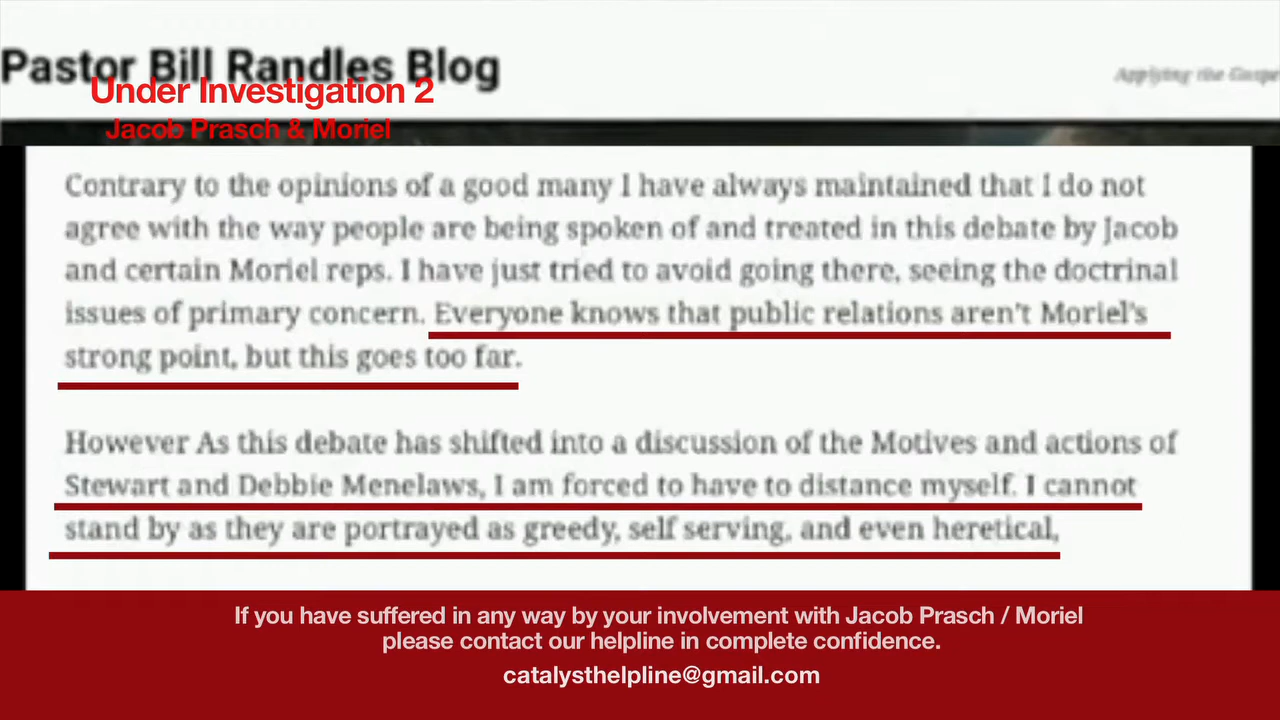 Pastor Bill Randles Blog
Applying the Gospe
Under Investigation 2
Jacob Prasch & Moriel
Contrary to the opinions of a good many I have always maintained that I do not
agree with the way people are being spoken of and treated in this debate by Jacob
and certain Moriel reps. I have just tried to avoid going there, seeing the doctrinal
issues of primary concern. Everyone knows that public relations aren't Moriel's
strong point, but this goes too far.
However As this debate has shifted into a discussion of the Motives and actions of
Stewart and Debbie Menelaws, I am forced to have to distance myself. I cannot
stand by as they are portrayed as greedy, self serving, and even heretical,
If you have suffered in any way by your involvement with Jacob Prasch / Moriel
please contact our helpline in complete confidence.
catalysthelpline@gmail.com